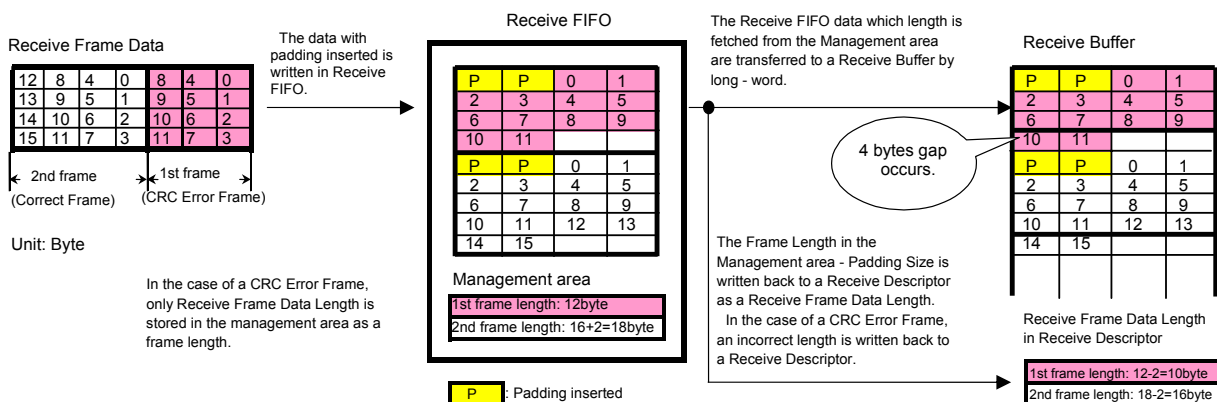 Receive Frame Data
12 8 4 0 8 4 0
13 9 5 1 9 5 1
14 10 6 2 10 6 2
15 11 7 3 11 7 3
2nd frame
(Correct Frame)
1st frame
(CRC Error Frame)
Unit: Byte
The data with
padding inserted is
written in Receive
FIFO.
In the case of a CRC Error Frame,
only Receive Frame Data Length is
stored in the management area as a
frame length.
Receive FIFO
P P 0 1
2 3 4 5
6 7 8 9
10 11
P P 0 1
2 3 4 5
6 7 8 9
10 11 12 13
14 15
Management area
1st frame length: 12byte
2nd frame length: 16+2=18byte
P : Padding inserted
The Receive FIFO data which length is
fetched from the Management area
are transferred to a Receive Buffer by
long - word.
4 bytes gap
occurs.
The Frame Length in the
Management area - Padding Size is
written back to a Receive Descriptor
as a Receive Frame Data Length.
In the case of a CRC Error Frame,
an incorrect length is written back to
a Receive Descriptor.
Receive Buffer
P P 0 1
2 3 4 5
6 7 8 9
10 11
P P 0 1
2 3 4 5
6 7 8 9
10 11 12 13
14 15
Receive Frame Data Length
in Receive Descriptor
1st frame length: 12-2=10byte
2nd frame length: 18-2=16byte